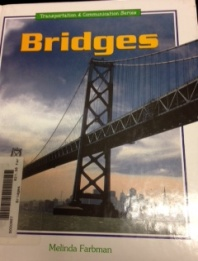 Transportation & Communication Series
Bridges
Melinda Farbman